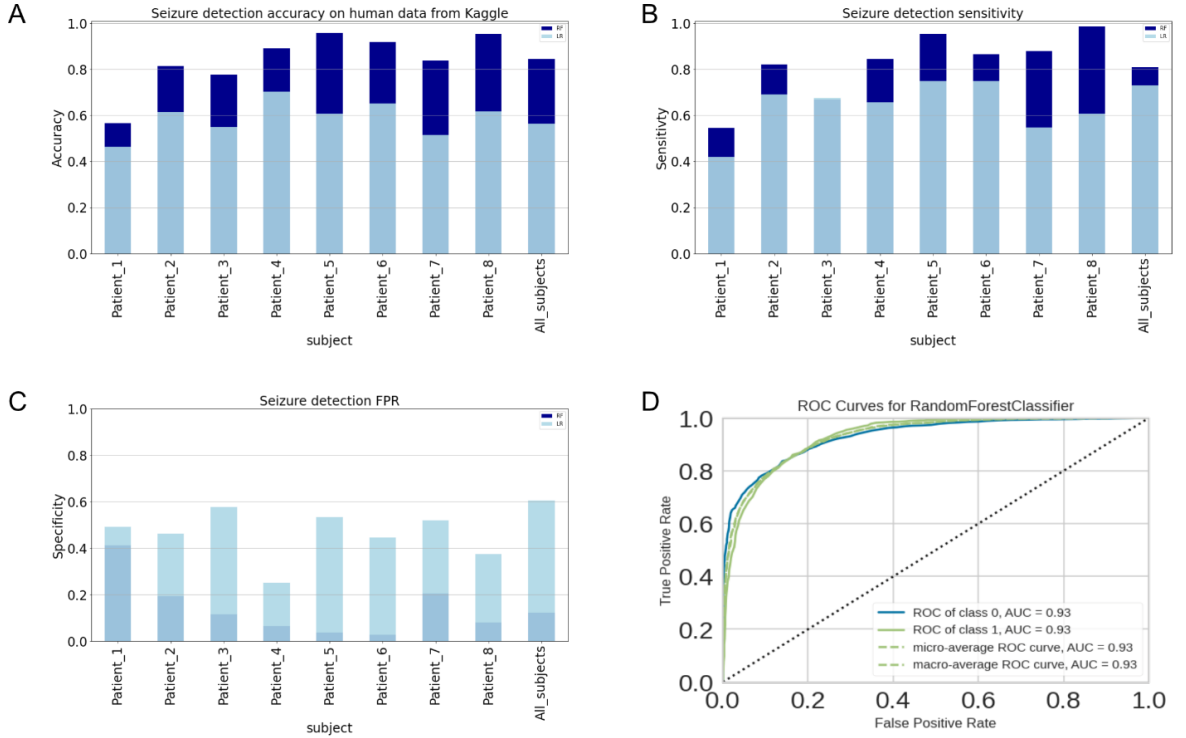 A
Seizure detection accuracy on human data from Kaggle
RF
LR
Accuracy
1.0
0.8
0.6
0.4
0.2
0.0
Patient_1
Patient_2
Patient_3
Patient_4
Patient_5
Patient_6
Patient_7
Patient_8
All_subjects
subject
B
Seizure detection sensitivity
RF
LR
Sensitivty
1.0
0.8
0.6
0.4
0.2
0.0
Patient_1
Patient_2
Patient_3
Patient_4
Patient_5
Patient_6
Patient_7
Patient_8
All_subjects
subject
C
Seizure detection FPR
RF
LR
Specificity
1.0
0.8
0.6
0.4
0.2
0.0
Patient_1
Patient_2
Patient_3
Patient_4
Patient_5
Patient_6
Patient_7
Patient_8
All_subjects
subject
D
ROC Curves for RandomForestClassifier
True Positive Rate
1.0
0.8
0.6
0.4
0.2
0.0
ROC of class 0, AUC = 0.93
ROC of class 1, AUC = 0.93
micro-average ROC curve, AUC = 0.93
macro-average ROC curve, AUC = 0.93
0.0 0.2 0.4 0.6 0.8 1.0
False Positive Rate